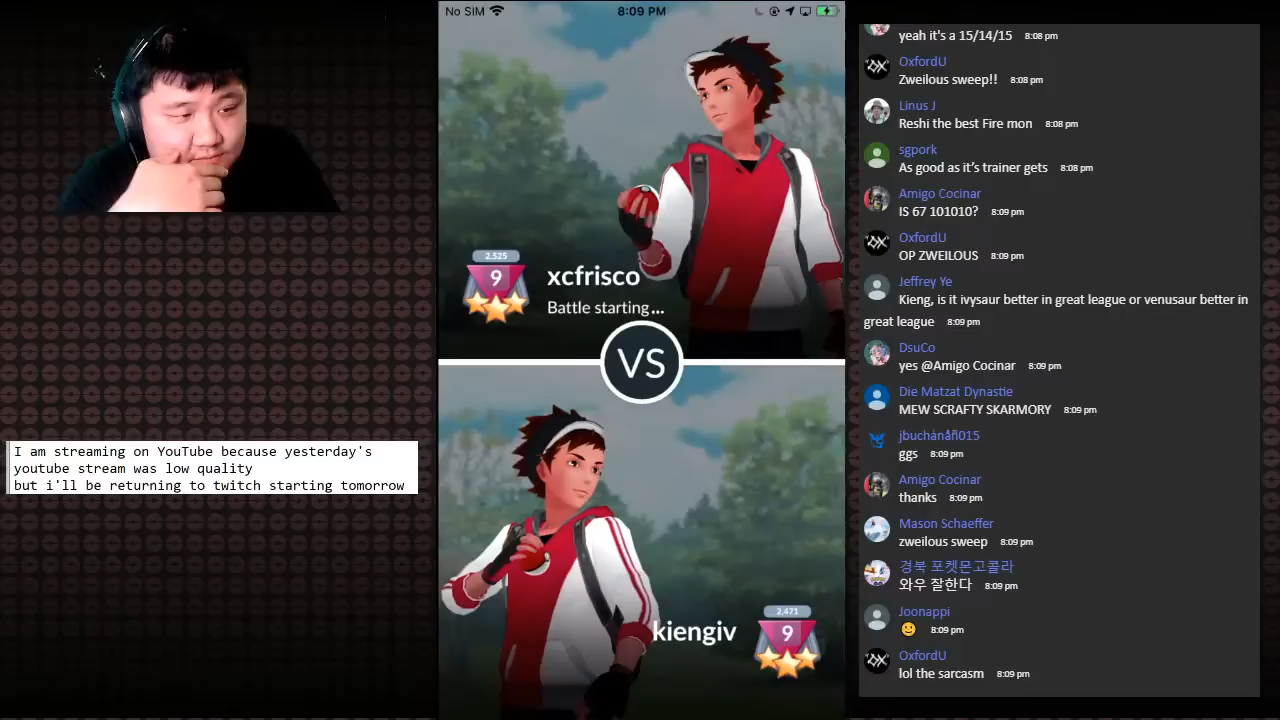 No SIM
8:09 PM
2,525
9
xcfrisco
Battle starting...
VS
kiengiv
2,471
9
I am streaming on YouTube because yesterday's
youtube stream was low quality
but i'll be returning to twitch starting tomorrow
yeah it's a 15/14/15 8:08 pm
OxfordU
Zweilous sweep!! 8:08 pm
Linus J
Reshi the best Fire mon 8:08 pm
sgpork
As good as it's trainer gets 8:08 pm
Amigo Cocinar
IS 67 101010? 8:09 pm
OxfordU
OP ZWEILOUS 8:09 pm
Jeffrey Ye
Kieng, is it ivysaur better in great league or venusaur better in
great league 8:09 pm
DsuCo
yes @Amigo Cocinar 8:09 pm
Die Matzat Dynastie
MEW SCRAFTY SKARMORY 8:09 pm
jbuchànåñ015
ggs 8:09 pm
Amigo Cocinar
thanks 8:09 pm
Mason Schaeffer
zweilous sweep 8:09 pm
경북 포켓몬고콜라
와우 잘한다 8:09 pm
Joonappi
🙂 8:09 pm
OxfordU
lol the sarcasm 8:09 pm